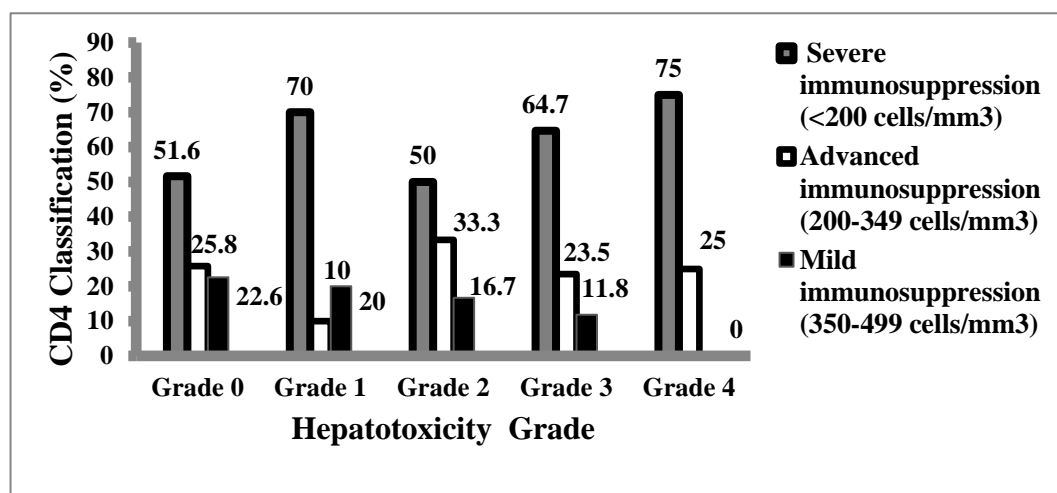 CD4 Classification (%)
90
80
70
60
50
40
30
20
10
0
51.6
25.8
22.6
70
10
20
50
33.3
16.7
64.7
23.5
11.8
75
25
0
Grade 0 Grade 1 Grade 2 Grade 3 Grade 4
Hepatotoxicity Grade
Severe
immunosuppression
(<200 cells/mm3)
Advanced
immunosuppression
(200-349 cells/mm3)
Mild
immunosuppression
(350-499 cells/mm3)